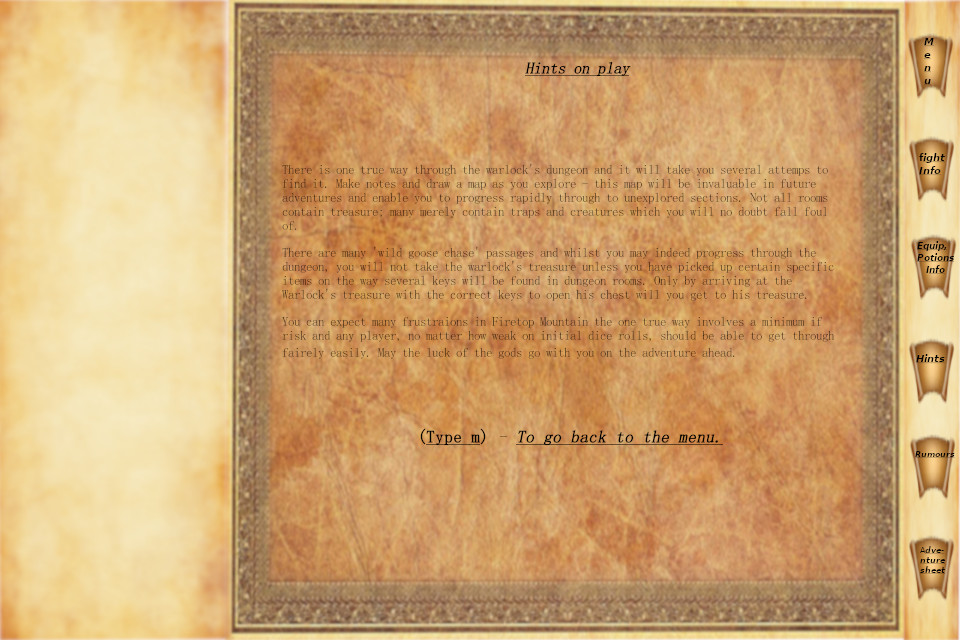 Hints on play
There is one true way through the warlock's dungeon and it will take you several attemps to
find it. Make notes and draw a map as you explore - this map will be invaluable in future
adventures and enable you to progress rapidly through to unexplored sections. Not all rooms
contain treasure; many merely contain traps and creatures which you will no doubt fall foul
of.
There are many 'wild goose chase' passages and whilst you may indeed progress through the
dungeon, you will not take the warlock's treasure unless you have picked up certain specific
items on the way several keys will be found in dungeon rooms. Only by arriving at the
Warlock's treasure with the correct keys to open his chest will you get to his treasure.
You can expect many frustraions in Firetop Mountain the one true way involves a minimum if
risk and any player, no matter how weak on initial dice rolls, should be able to get through
fairely easily. May the luck of the gods go with you on the adventure ahead.
(Type m) - To go back to the menu.
M
e
n
u
fight
Info
Equip,
Potions
Info
Hints
Rumours
Adve-
nture
sheet